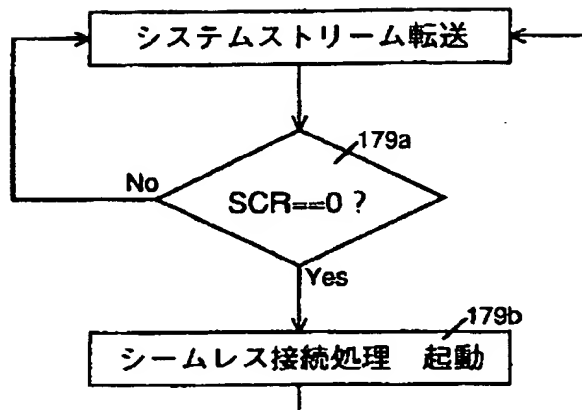 システムストリーム転送
179a
No
SCR==0 ?
Yes
179b
シームレス接続処理　起動